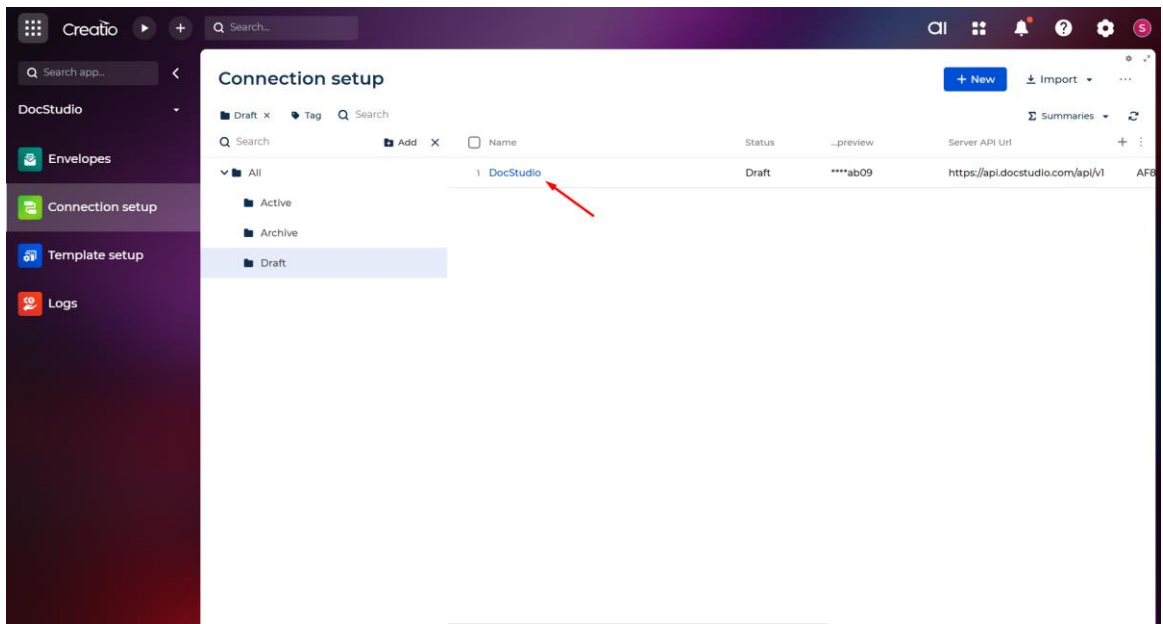 Creatio
Search...
S
Search app...
DocStudio
Envelopes
Connection setup
Template setup
Logs
Connection setup
+ New
Import
Draft ×
Tag
Search
Σ Summaries
Search
Add
Name
Status
...preview
Server API Url
All
Active
Archive
Draft
1 DocStudio
Draft
****ab09
https://api.docstudio.com/api/v1
AF8